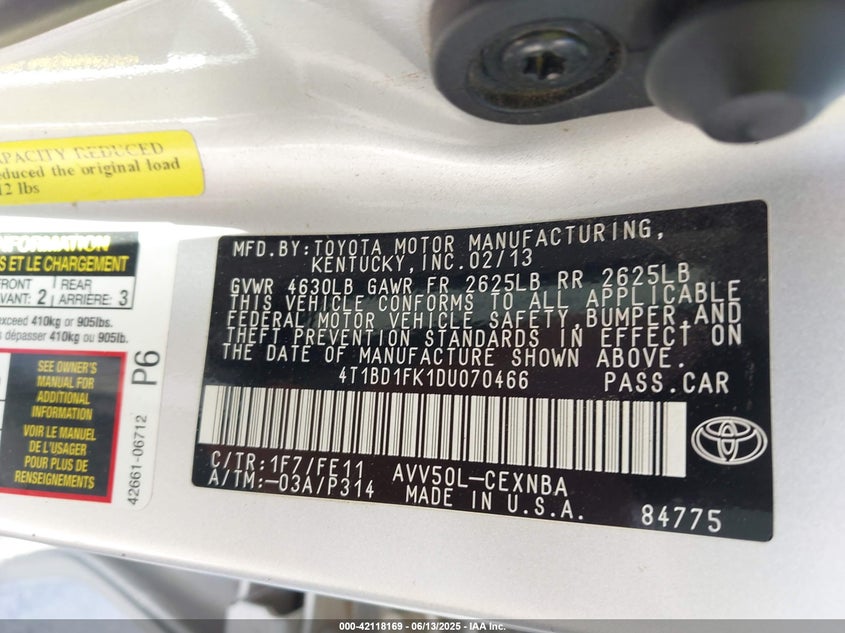 APACITY REDUCED
educed the original load
12 lbs
INFORMATION
S ET LE CHARGEMENT
FRONT
VANT: 2
REAR
ARRIÈRE: 3
exceed 410kg or 905lbs.
s dépasser 410kg ou 905lb.
SEE OWNER'S
MANUAL FOR
ADDITIONAL
INFORMATION
VOIR LE MANUEL
DE L'USAGER
POUR PLUS DE
RENSEIGNEMENTS
42661-06712
P6
MFD.BY:TOYOTA MOTOR MANUFACTURING,
KENTUCKY,INC.02/13
GVWR 4630LB GAWR FR 2625LB RR 2625LB
THIS VEHICLE CONFORMS TO ALL APPLICABLE
FEDERAL MOTOR VEHICLE SAFETY,BUMPER,AND
THEFT PREVENTION STANDARDS IN EFFECT ON
THE DATE OF MANUFACTURE SHOWN ABOVE.
4T1BD1FK1DU070466 PASS.CAR
C/TR:1F7/FE11 AVV50L-CEXNBA
A/TM:-03A/P314 MADE IN U.S.A.
84775
000-42118169 - 06/13/2025 - IAA Inc.